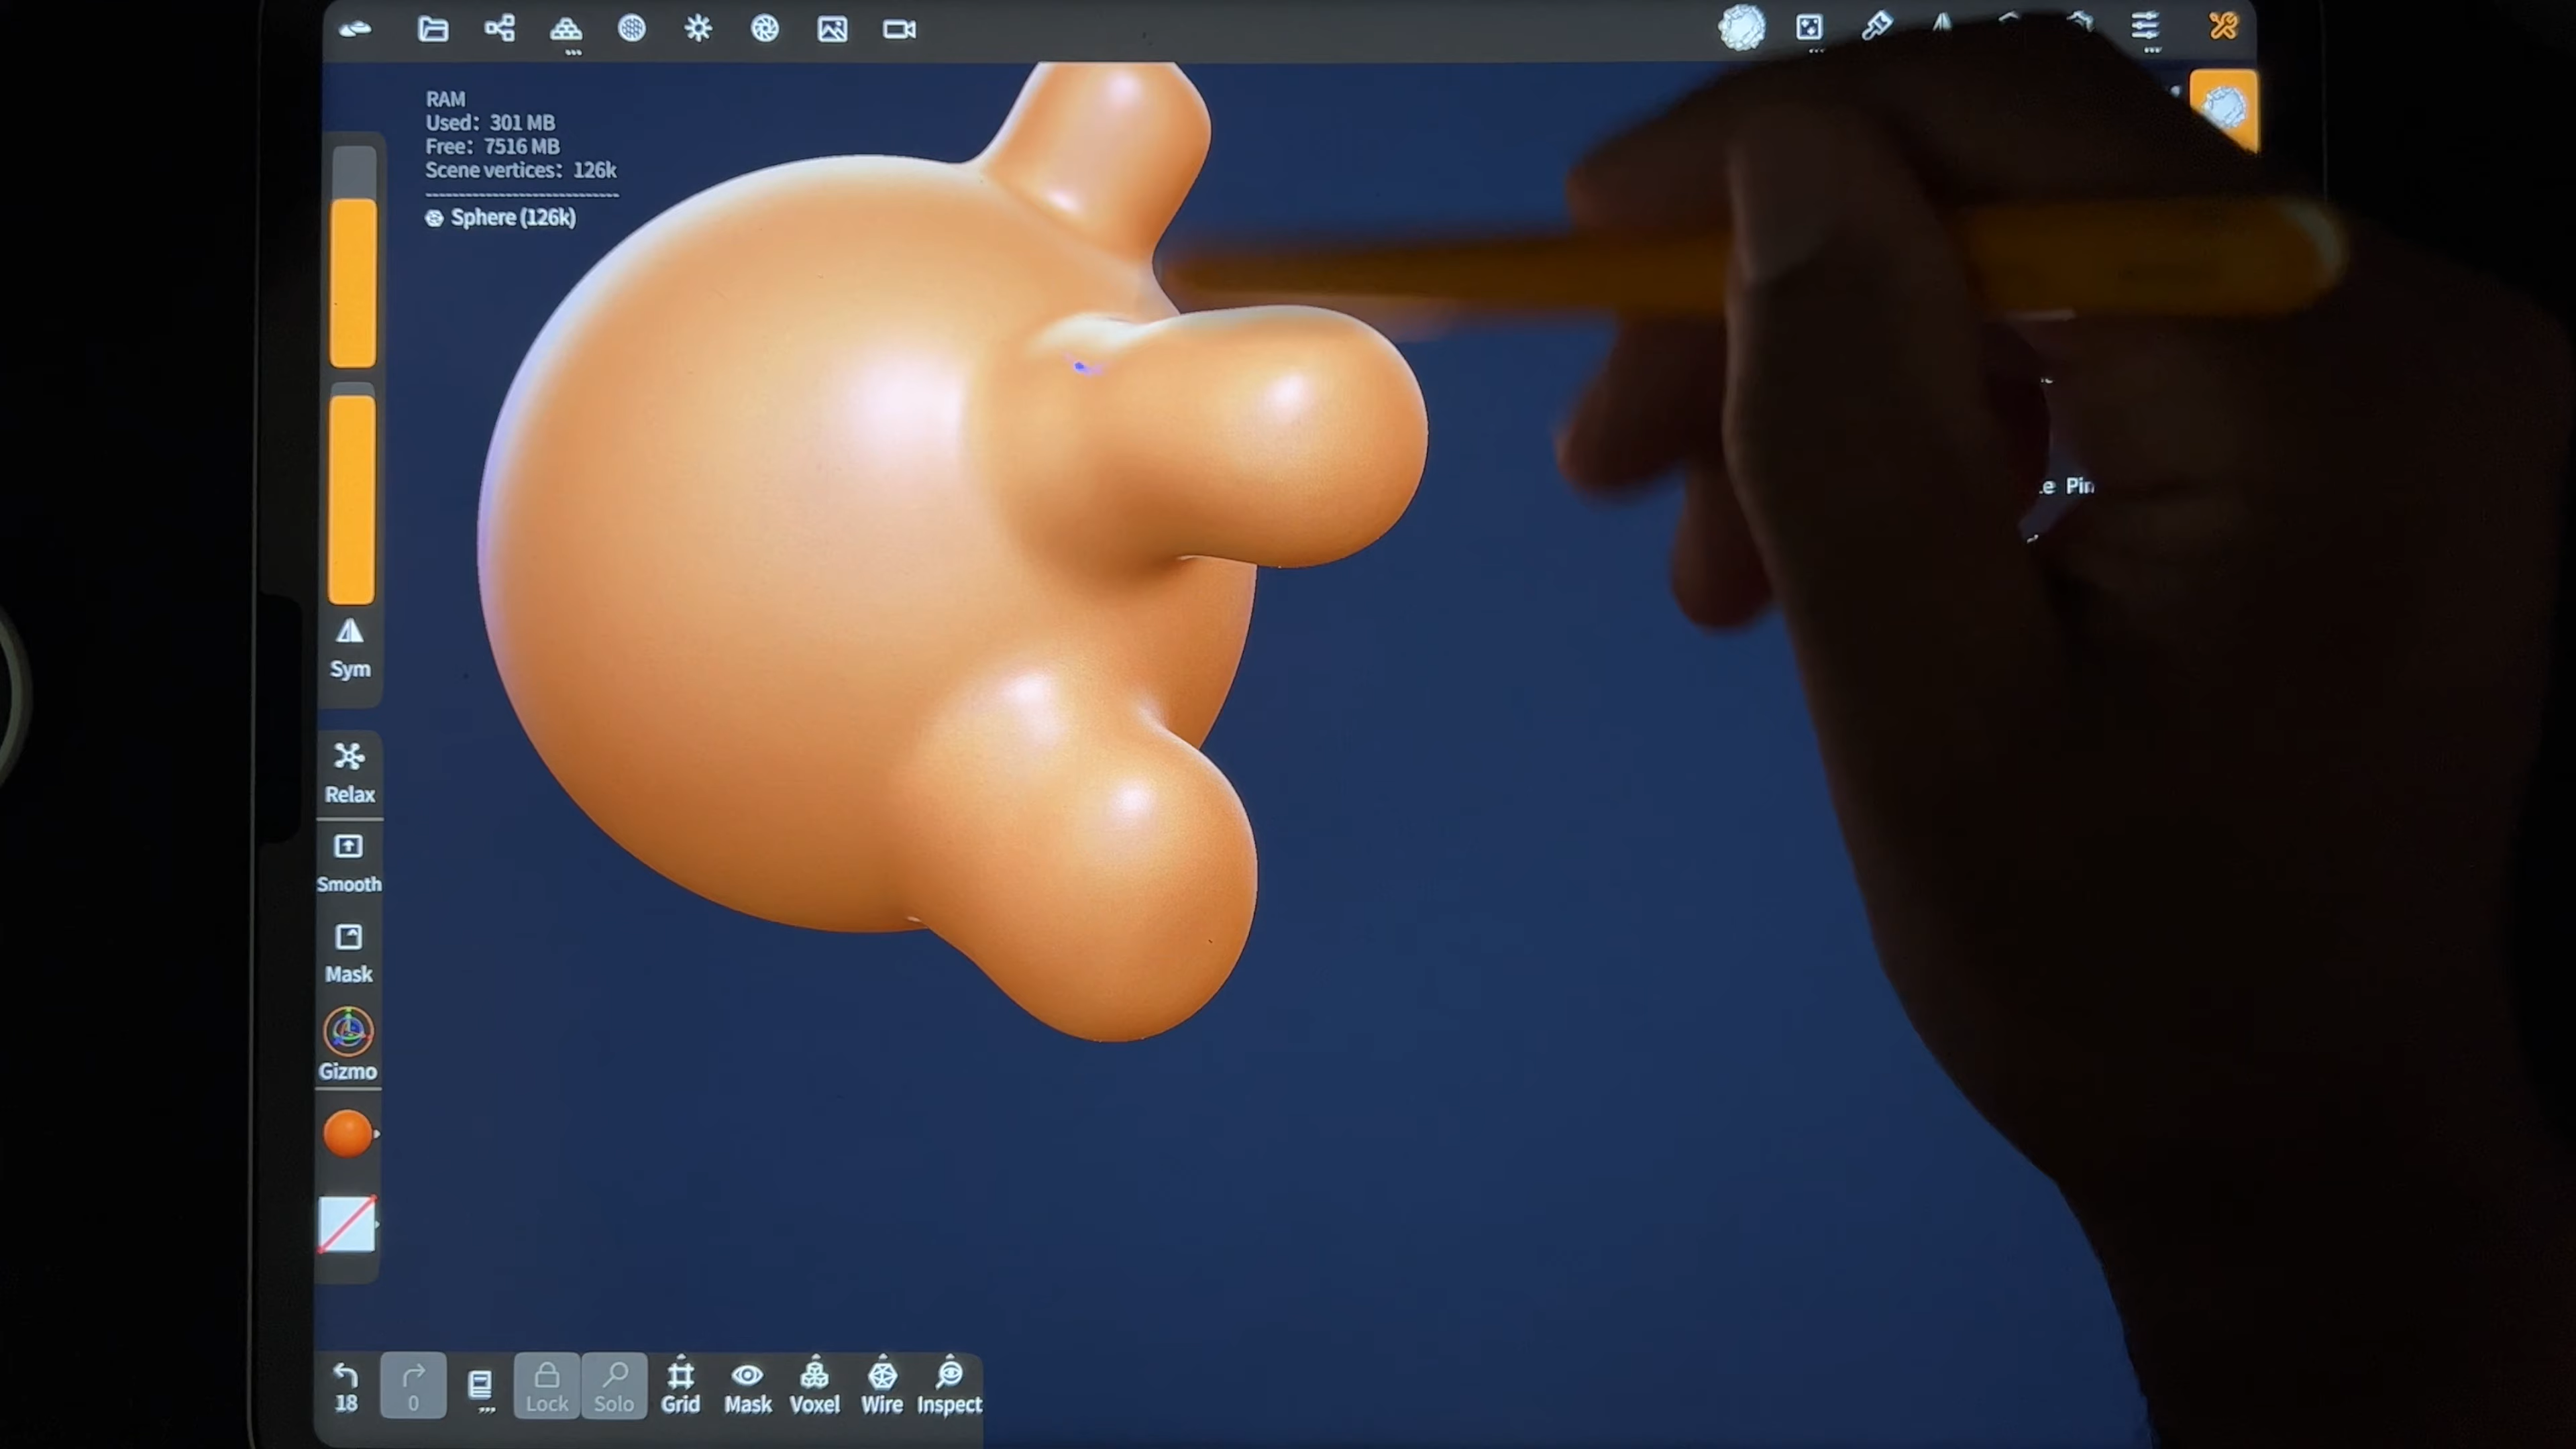 RAM
Used: 301 MB
Free: 7516 MB
Scene vertices: 126k
Sphere (126k)
Sym
Pin
Relax
Smooth
Mask
Gizmo
18
0
Lock
Solo
Grid
Mask
Voxel
Wire
Inspect